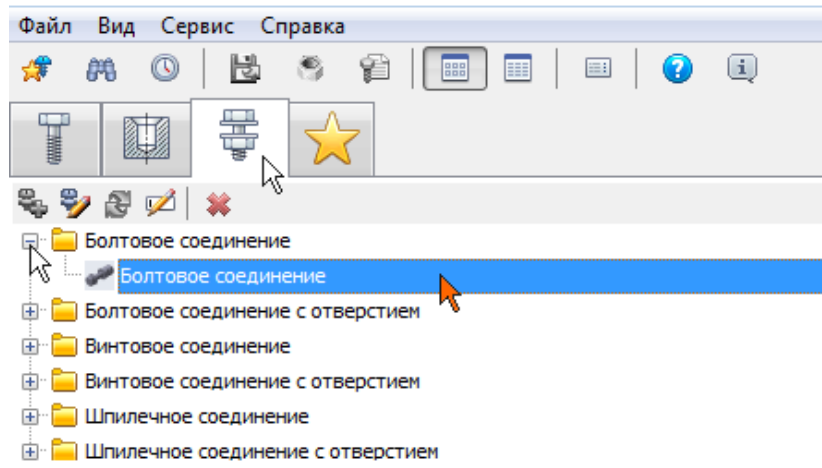 Файл Вид Сервис Справка
Болтовое соединение
Болтовое соединение
Болтовое соединение с отверстием
Винтовое соединение
Винтовое соединение с отверстием
Шпилечное соединение
Шпилечное соединение с отверстием